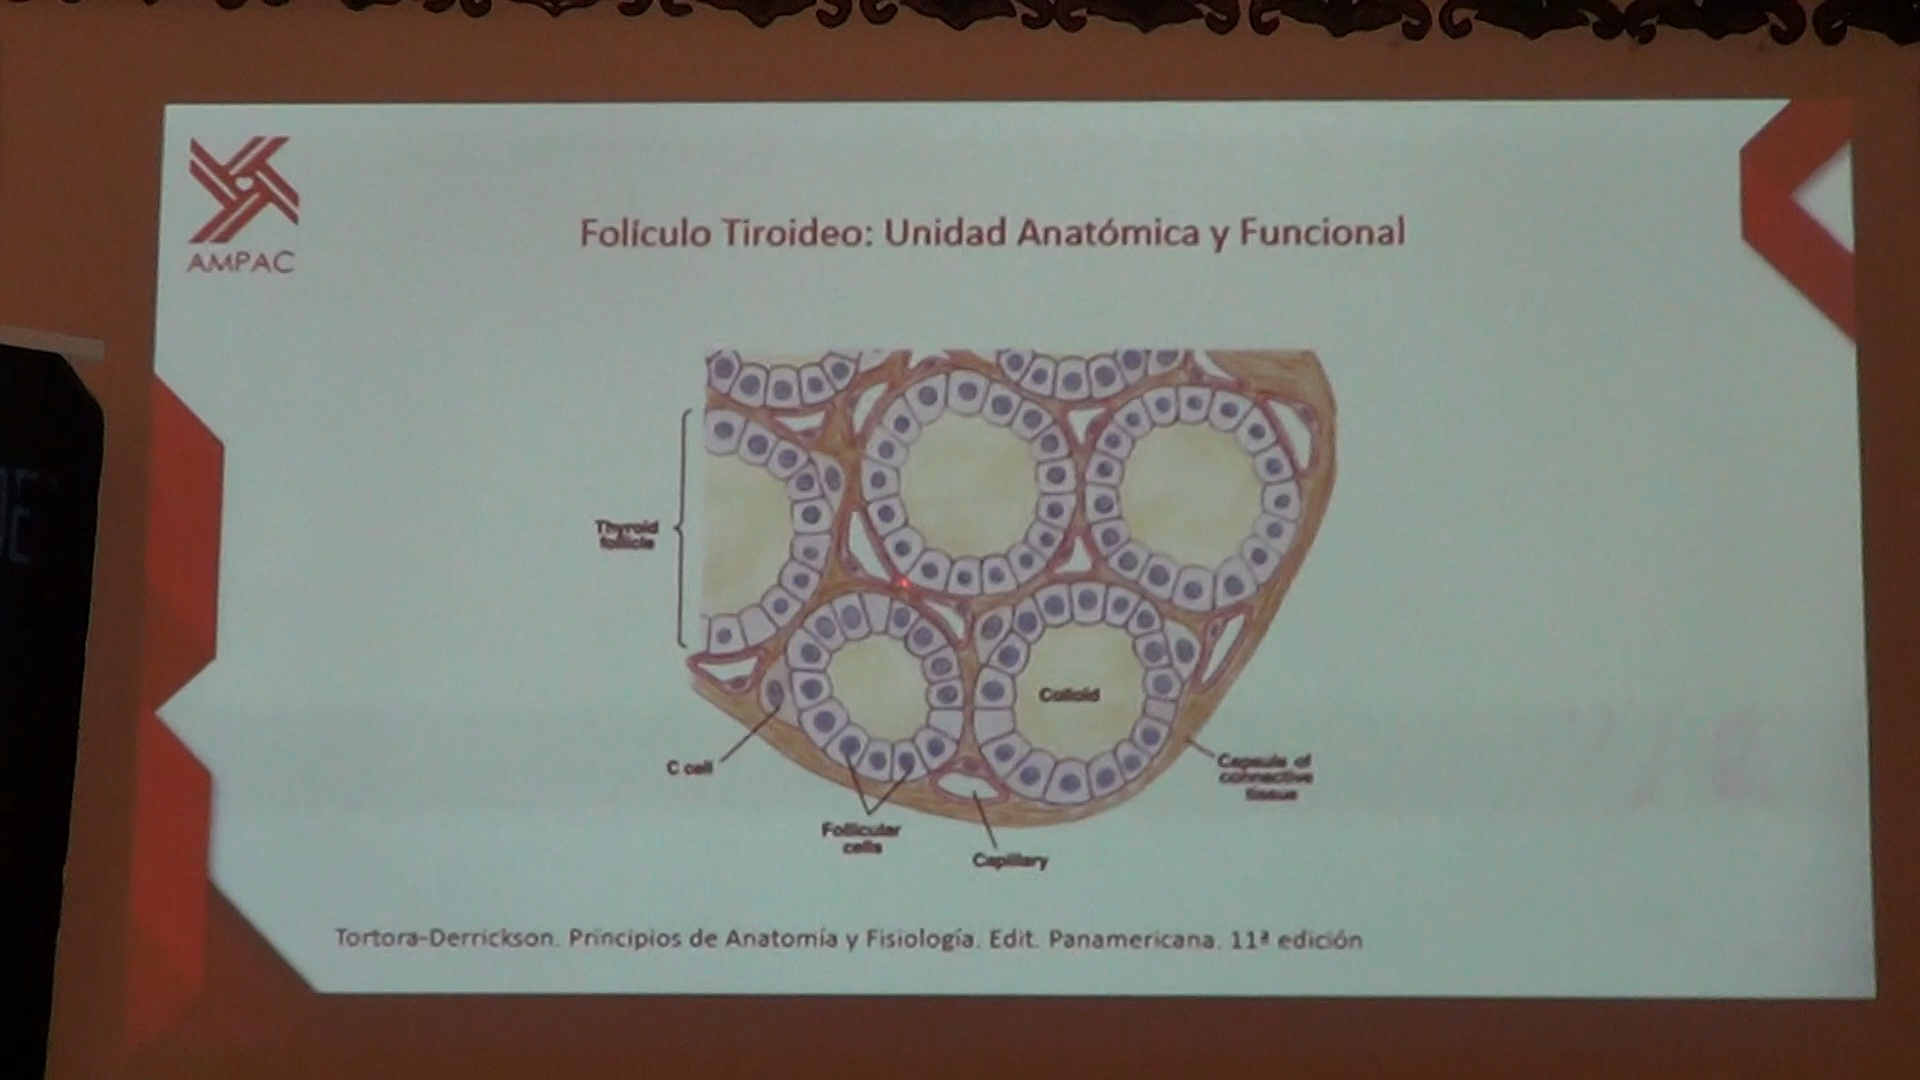 AMPAC
Folículo Tiroideo: Unidad Anatómica y Funcional
Thyroid
follicle
Colloid
C cell
Capsule of
connective
tissue
Follicular
cells
Capillary
Tortora-Derrickson. Principios de Anatomía y Fisiología. Edit. Panamericana. 11ª edición